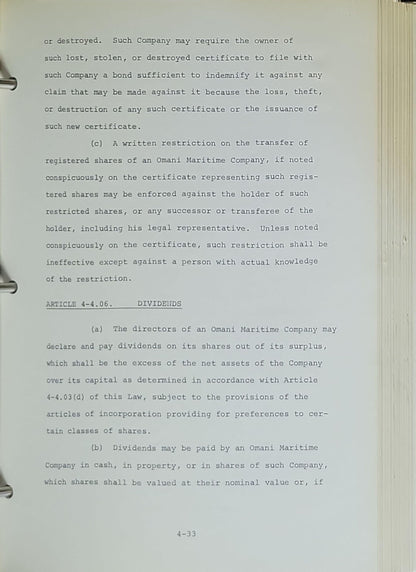 or destroyed. Such Company may require the owner of
such lost, stolen, or destroyed certificate to file with
such Company a bond sufficient to indemnify it against any
claim that may be made against it because the loss, theft,
or destruction of any such certificate or the issuance of
such new certificate.
(c) A written restriction on the transfer of
registered shares of an Omani Maritime Company, if noted
conspicuously on the certificate representing such regis-
tered shares may be enforced against the holder of such
restricted shares, or any successor or transferee of the
holder, including his legal representative. Unless noted
conspicuously on the certificate, such restriction shall be
ineffective except against a person with actual knowledge
of the restriction.
ARTICLE 4-4.06. DIVIDENDS
(a) The directors of an Omani Maritime Company may
declare and pay dividends on its shares out of its surplus,
which shall be the excess of the net assets of the Company
over its capital as determined in accordance with Article
4-4.03(d) of this Law, subject to the provisions of the
articles of incorporation providing for preferences to cer-
tain classes of shares.
(b) Dividends may be paid by an Omani Maritime
Company in cash, in property, or in shares of such Company,
which shares shall be valued at their nominal value or, if
4-33